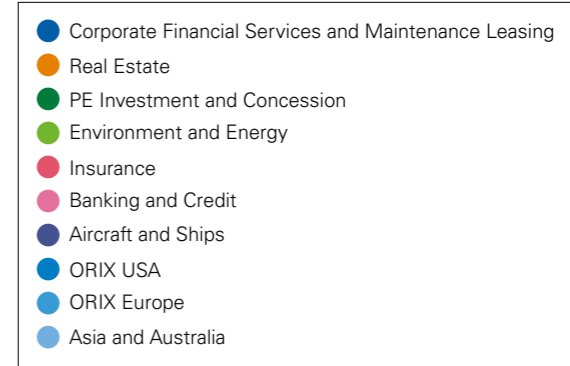 Corporate Financial Services and Maintenance Leasing
Real Estate
PE Investment and Concession
Environment and Energy
Insurance
Banking and Credit
Aircraft and Ships
ORIX USA
ORIX Europe
Asia and Australia